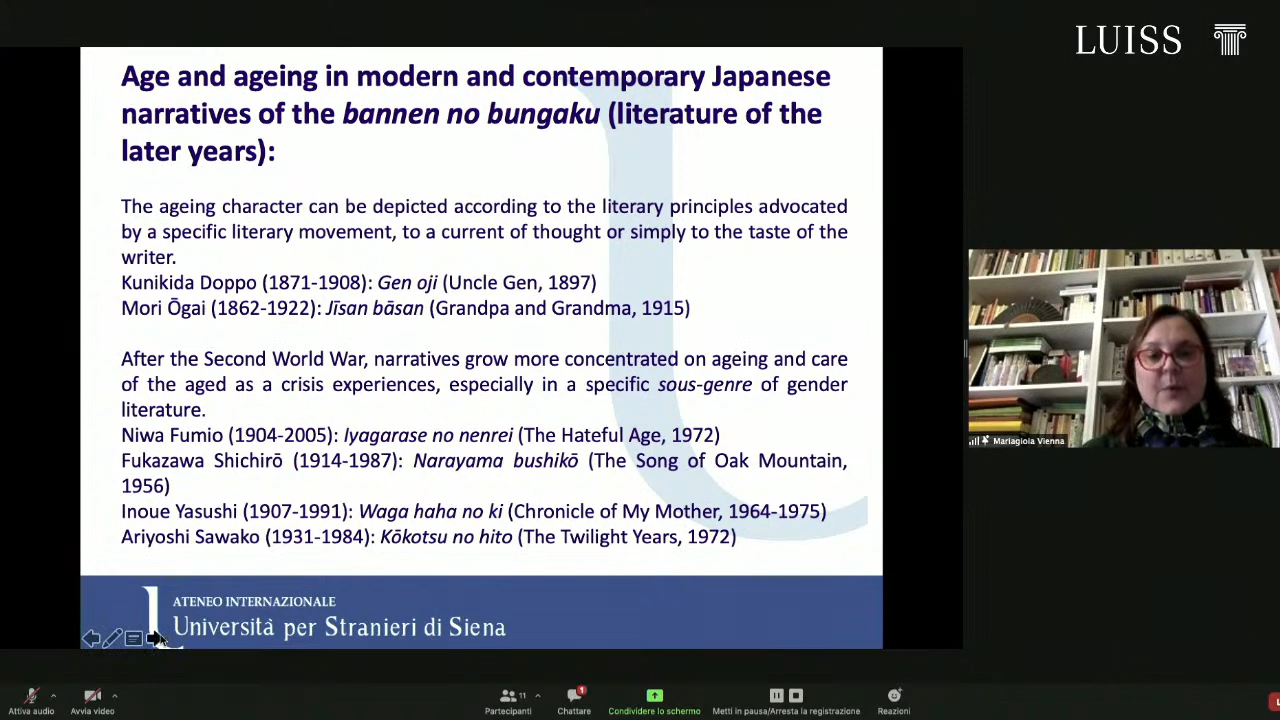 LUISS
Age and ageing in modern and contemporary Japanese
narratives of the bannen no bungaku (literature of the
later years):
The ageing character can be depicted according to the literary principles advocated
by a specific literary movement, to a current of thought or simply to the taste of the
writer.
Kunikida Doppo (1871-1908): Gen oji (Uncle Gen, 1897)
Mori Ōgai (1862-1922): Jīsan bāsan (Grandpa and Grandma, 1915)
After the Second World War, narratives grow more concentrated on ageing and care
of the aged as a crisis experiences, especially in a specific sous-genre of gender
literature.
Niwa Fumio (1904-2005): Iyagarase no nenrei (The Hateful Age, 1972)
Fukazawa Shichirō (1914-1987): Narayama bushikō (The Song of Oak Mountain,
1956)
Inoue Yasushi (1907-1991): Waga haha no ki (Chronicle of My Mother, 1964-1975)
Ariyoshi Sawako (1931-1984): Kōkotsu no hito (The Twilight Years, 1972)
ATENEO INTERNAZIONALE
Università per Stranieri di Siena
Mariagioia Vienna
Attiva audio
Avvia video
Partecipanti 11
Chattare 1
Condividere lo schermo
Metti in pausa/Arresta la registrazione
Reazioni